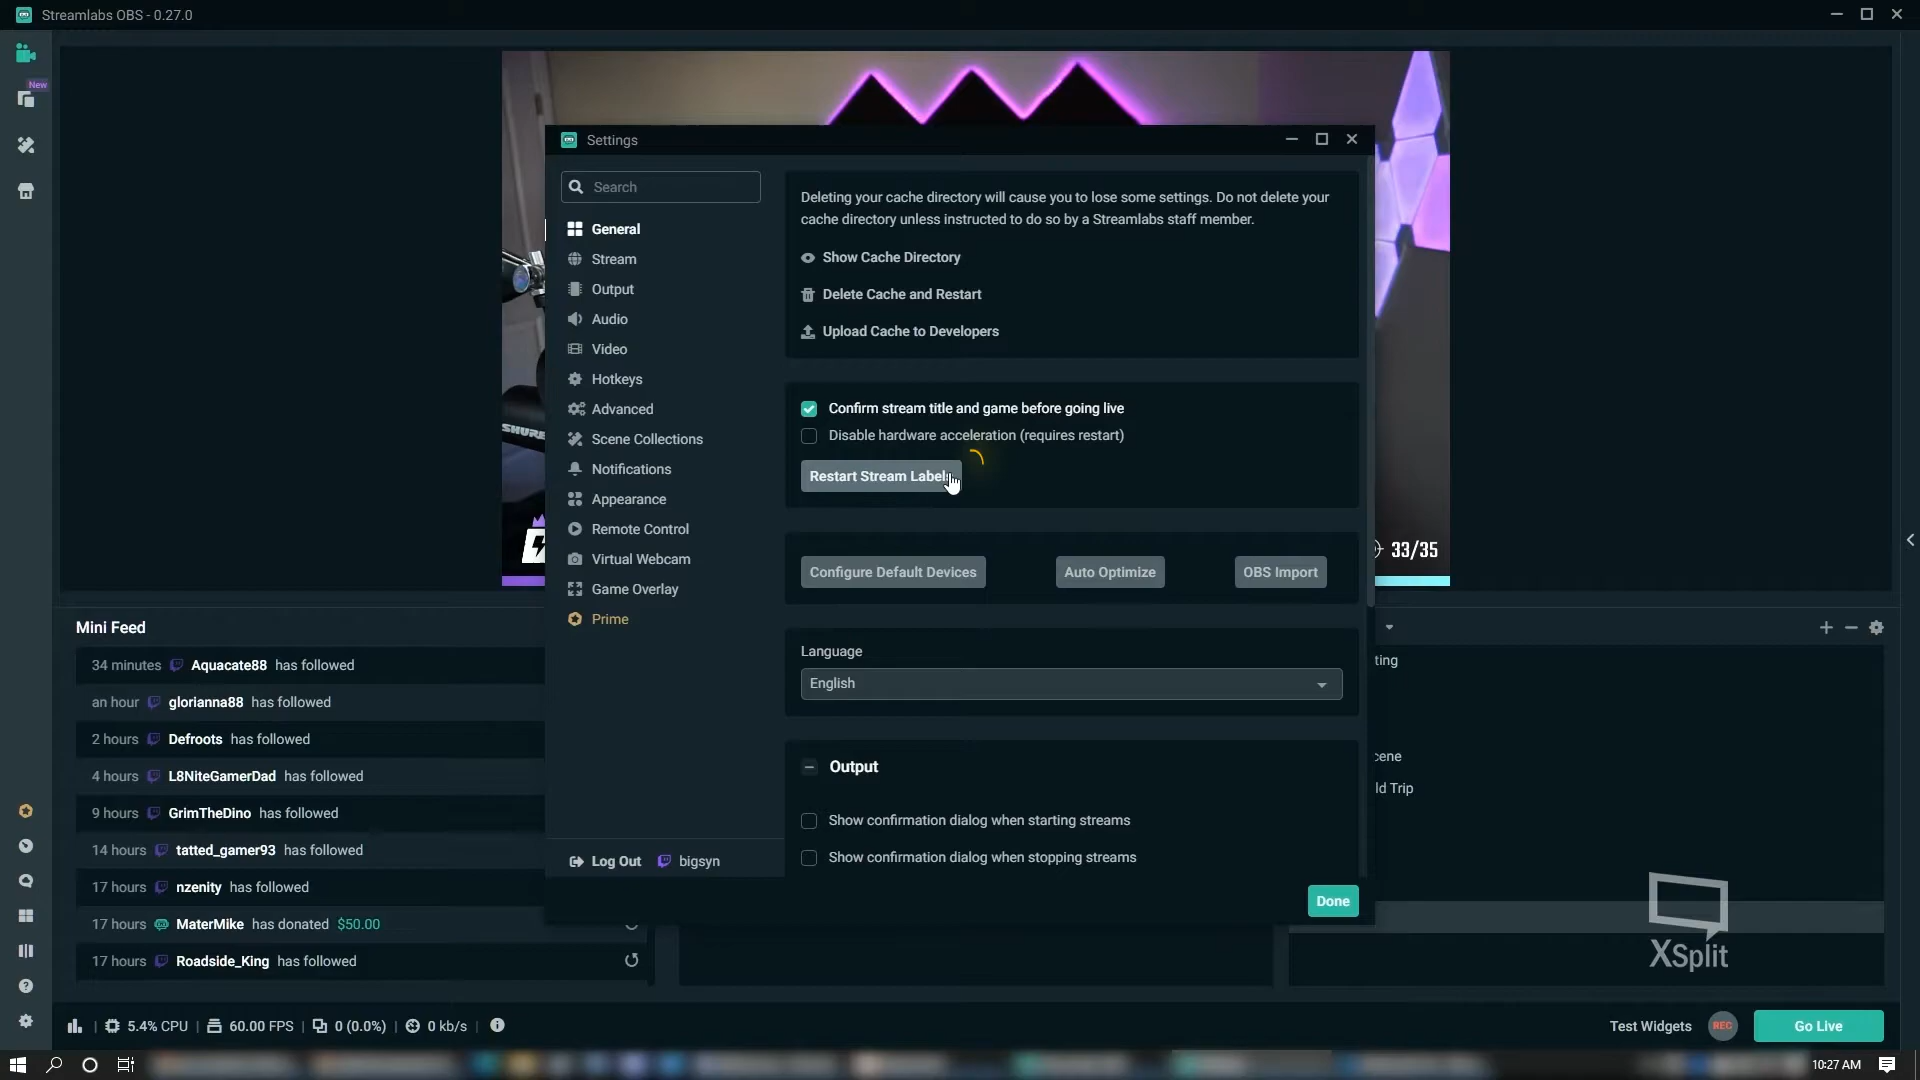 Streamlabs OBS - 0.27.0
New
Settings
Search
General
Stream
Output
Audio
Video
Hotkeys
Advanced
Scene Collections
Notifications
Appearance
Remote Control
Virtual Webcam
Game Overlay
Prime
Log Out bigsyn
Deleting your cache directory will cause you to lose some settings. Do not delete your
cache directory unless instructed to do so by a Streamlabs staff member.
Show Cache Directory
Delete Cache and Restart
Upload Cache to Developers
Confirm stream title and game before going live
Disable hardware acceleration (requires restart)
Restart Stream Labels
Configure Default Devices Auto Optimize OBS Import
Language
English
Output
Show confirmation dialog when starting streams
Show confirmation dialog when stopping streams
Done
SHURE
33/35
Mini Feed
34 minutes Aquacate88 has followed
an hour glorianna88 has followed
2 hours Defroots has followed
4 hours L8NiteGamerDad has followed
9 hours GrimTheDino has followed
14 hours tatted_gamer93 has followed
17 hours nzenity has followed
17 hours MaterMike has donated $50.00
17 hours Roadside_King has followed
ting
cene
ld Trip
XSplit
5.4% CPU 60.00 FPS 0 (0.0%) 0 kb/s
Test Widgets REC Go Live
10:27 AM